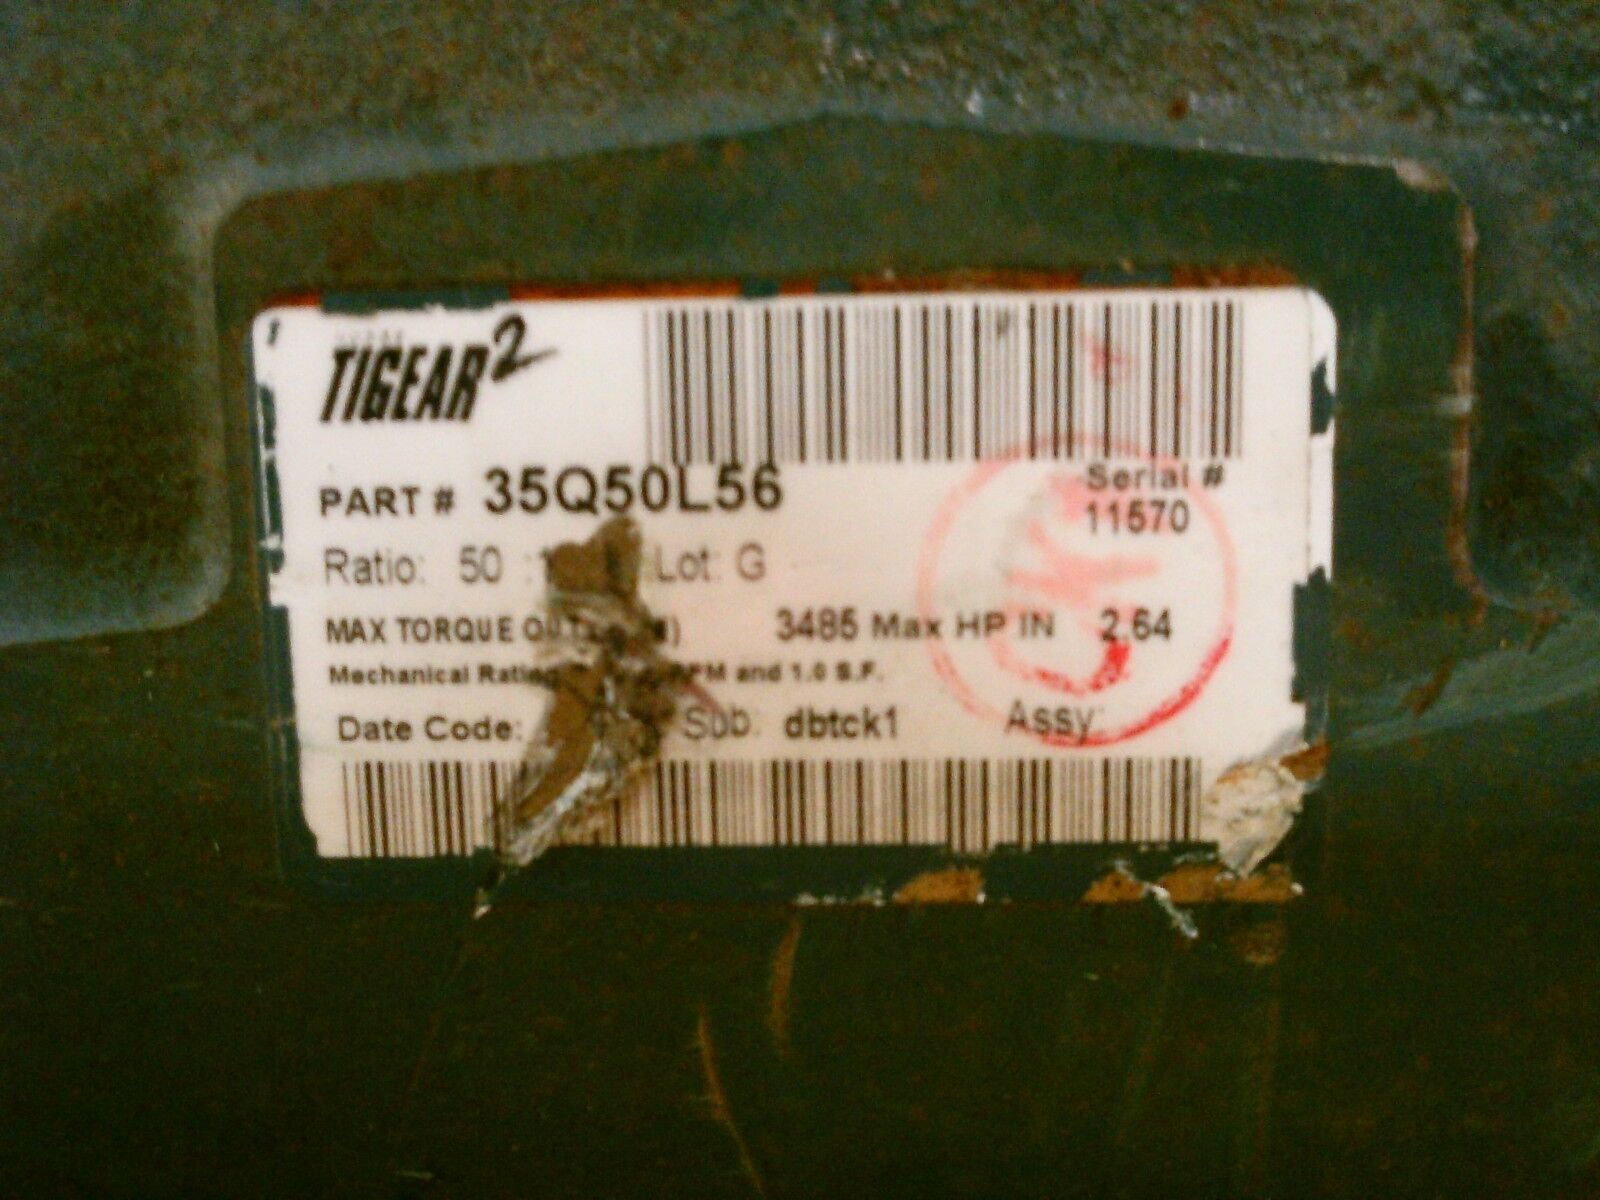 TIGEAR2
PART # 35Q50L56
Serial #
11570
Ratio: 50 :1 Lot: G
MAX TORQUE 3485 Max HP IN 2.64
Mechanical and 1.0 S.F.
Date Code: Sub: dbtck1 Assy: